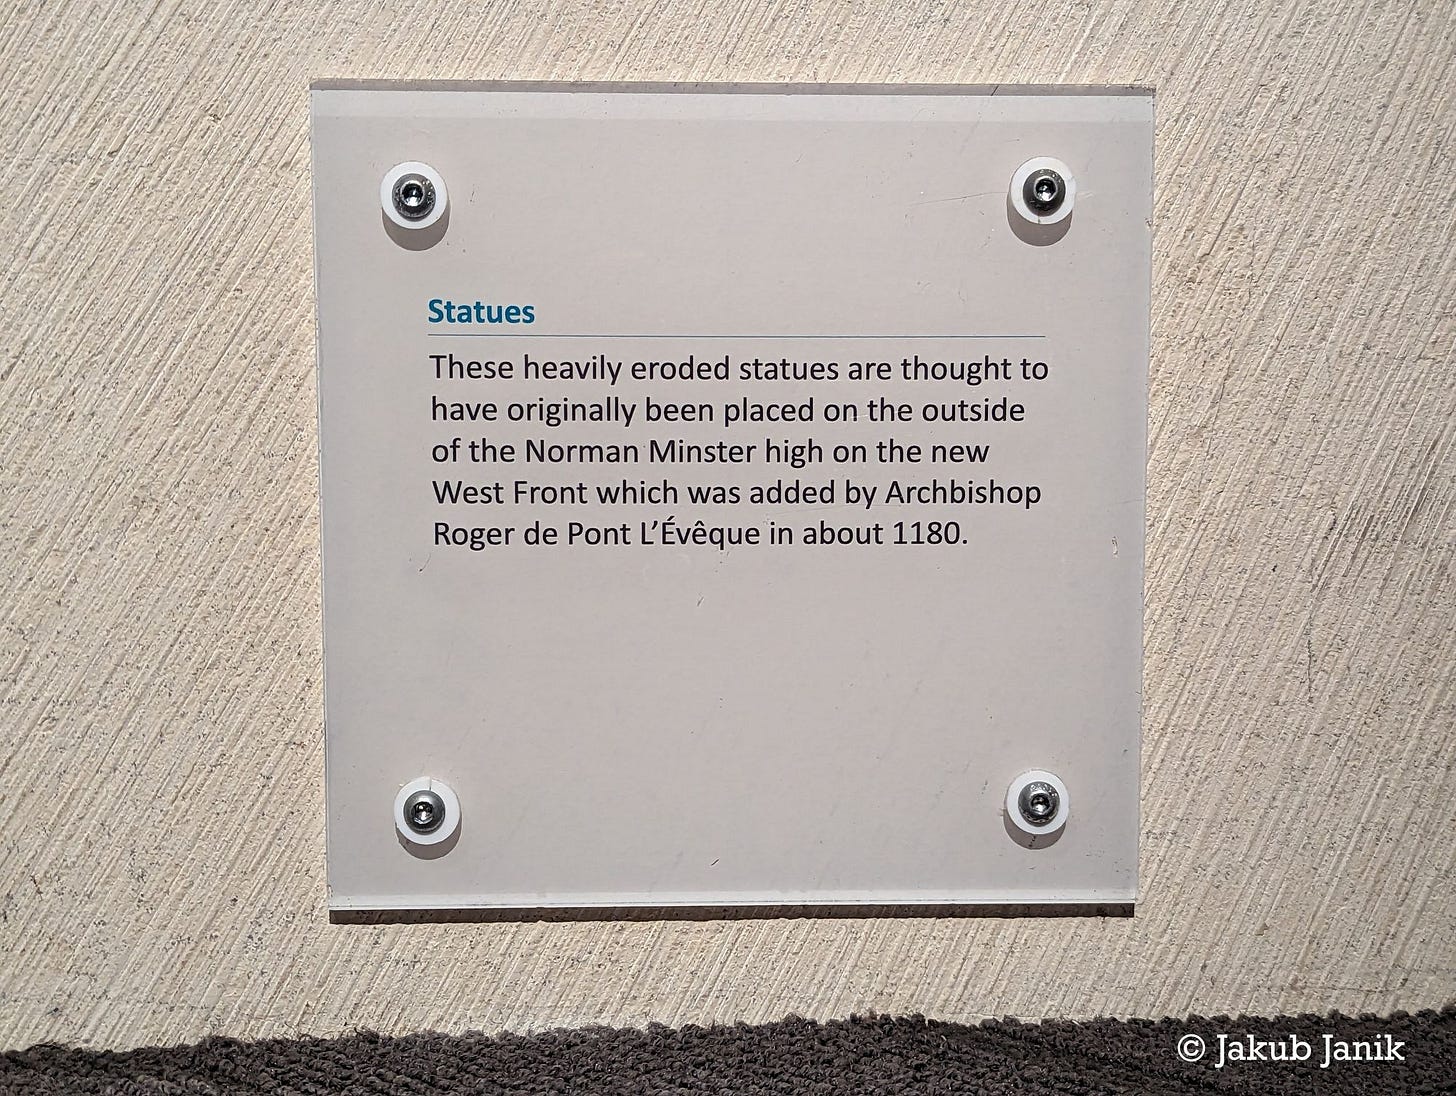 Statues
These heavily eroded statues are thought to
have originally been placed on the outside
of the Norman Minster high on the new
West Front which was added by Archbishop
Roger de Pont L’Évêque in about 1180.
© Jakub Janik